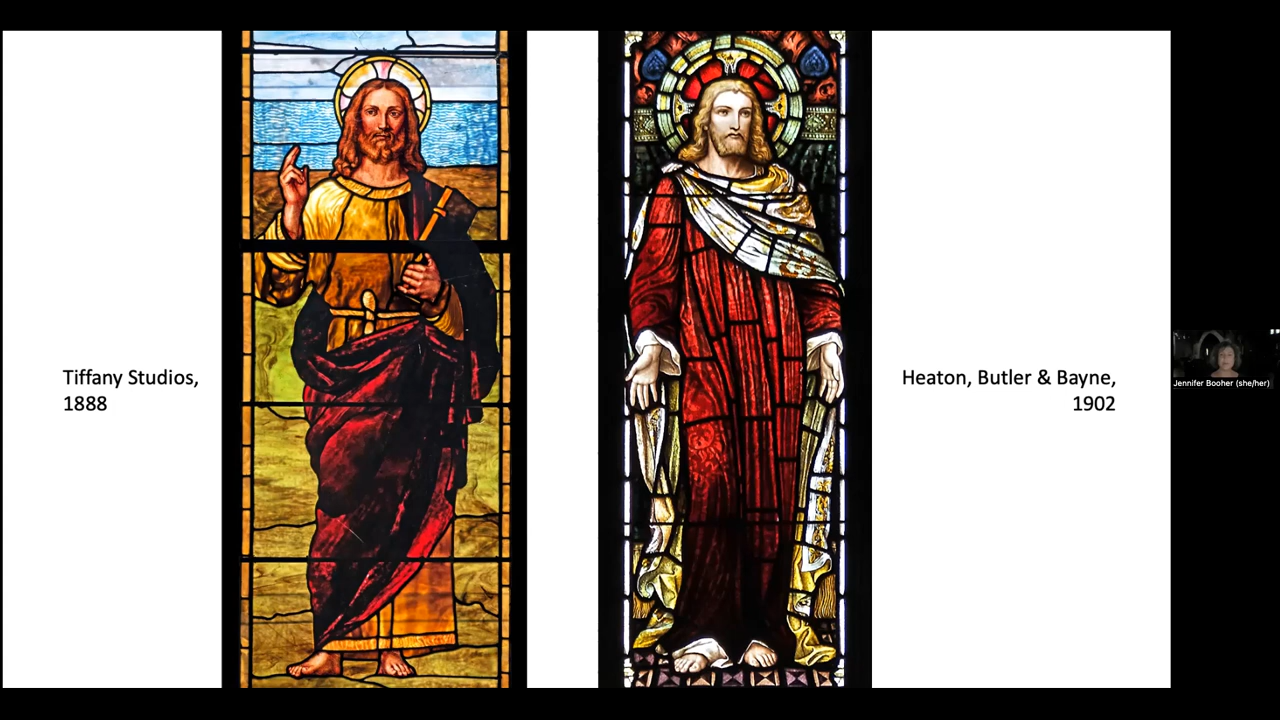 Tiffany Studios,
1888
Heaton, Butler & Bayne,
1902
Jennifer Booher (she/her)